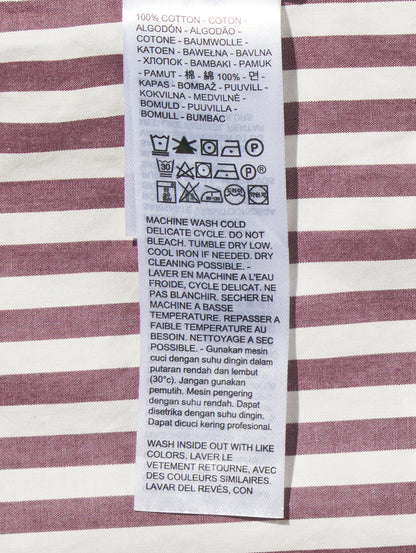 100% COTTON - COTON -
ALGODÓN - ALGODÃO -
COTONE - BAUMWOLLE -
KATOEN - BAWEŁNA - BAVLNA
- ХЛОПОК - BAMBAKI - PAMUK
- PAMUT - 棉 - 綿 100% - 면 -
KAPAS - BOMBAŽ - PUUVILL -
KOKVILNA - MEDVILNĖ -
BOMULD - PUUVILLA -
BOMULL - BUMBAC
P
30 P
MACHINE WASH COLD
DELICATE CYCLE. DO NOT
BLEACH. TUMBLE DRY LOW.
COOL IRON IF NEEDED. DRY
CLEANING POSSIBLE. -
LAVER EN MACHINE A L'EAU
FROIDE, CYCLE DELICAT. NE
PAS BLANCHIR. SECHER EN
MACHINE A BASSE
TEMPERATURE. REPASSER A
FAIBLE TEMPERATURE AU
BESOIN. NETTOYAGE A SEC
POSSIBLE. - Gunakan mesin
cuci dengan suhu dingin dalam
putaran rendah dan lembut
(30°c). Jangan gunakan
pemutih. Mesin pengering
dengan suhu rendah. Dapat
disetrika dengan suhu dingin.
Dapat dicuci kering profesional.
WASH INSIDE OUT WITH LIKE
COLORS. LAVER LE
VETEMENT RETOURNE, AVEC
DES COULEURS SIMILAIRES.
LAVAR DEL REVÉS, CON